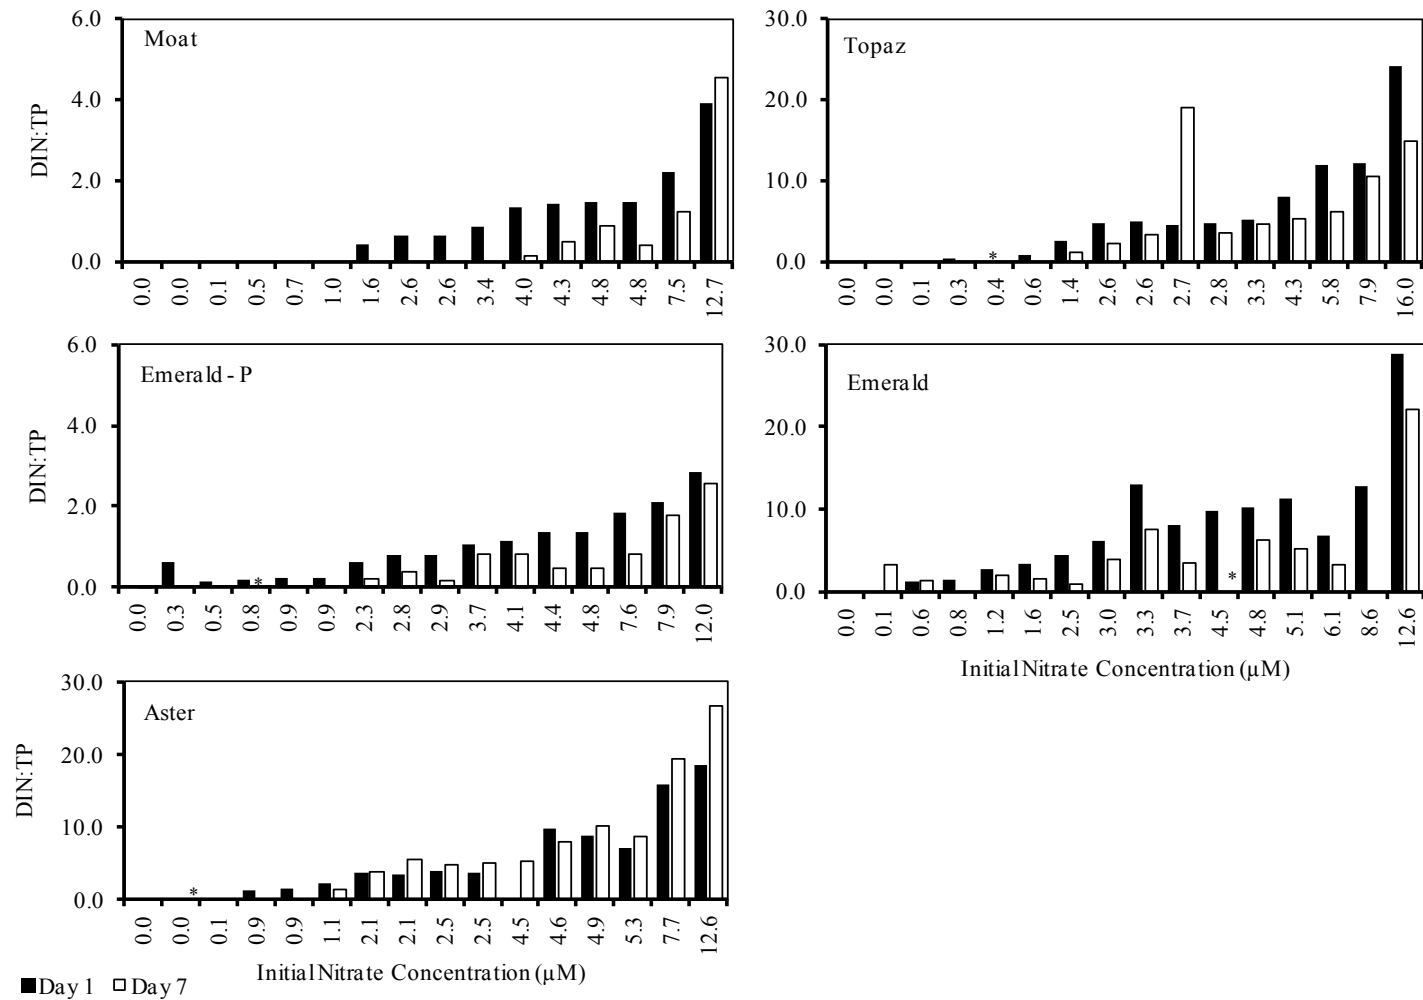 Moat
DIN:TP
6.0
4.0
2.0
0.0
0.0 0.0 0.1 0.5 0.7 1.0 1.6 2.6 2.6 3.4 4.0 4.3 4.8 4.8 7.5 12.7
Topaz
30.0
20.0
10.0
0.0
*
0.0 0.0 0.1 0.3 0.4 0.6 1.4 2.6 2.6 2.7 2.8 3.3 4.3 5.8 7.9 16.0
Emerald - P
DIN:TP
6.0
4.0
2.0
0.0
*
0.0 0.3 0.5 0.8 0.9 0.9 2.3 2.8 2.9 3.7 4.1 4.4 4.8 7.6 7.9 12.0
Emerald
30.0
20.0
10.0
0.0
*
0.0 0.1 0.6 0.8 1.2 1.6 2.5 3.0 3.3 3.7 4.5 4.8 5.1 6.1 8.6 12.6
Initial Nitrate Concentration (µM)
Aster
DIN:TP
30.0
20.0
10.0
0.0
*
0.0 0.0 0.1 0.9 0.9 1.1 2.1 2.1 2.5 2.5 4.5 4.6 4.9 5.3 7.7 12.6
Initial Nitrate Concentration (µM)
Day 1 Day 7